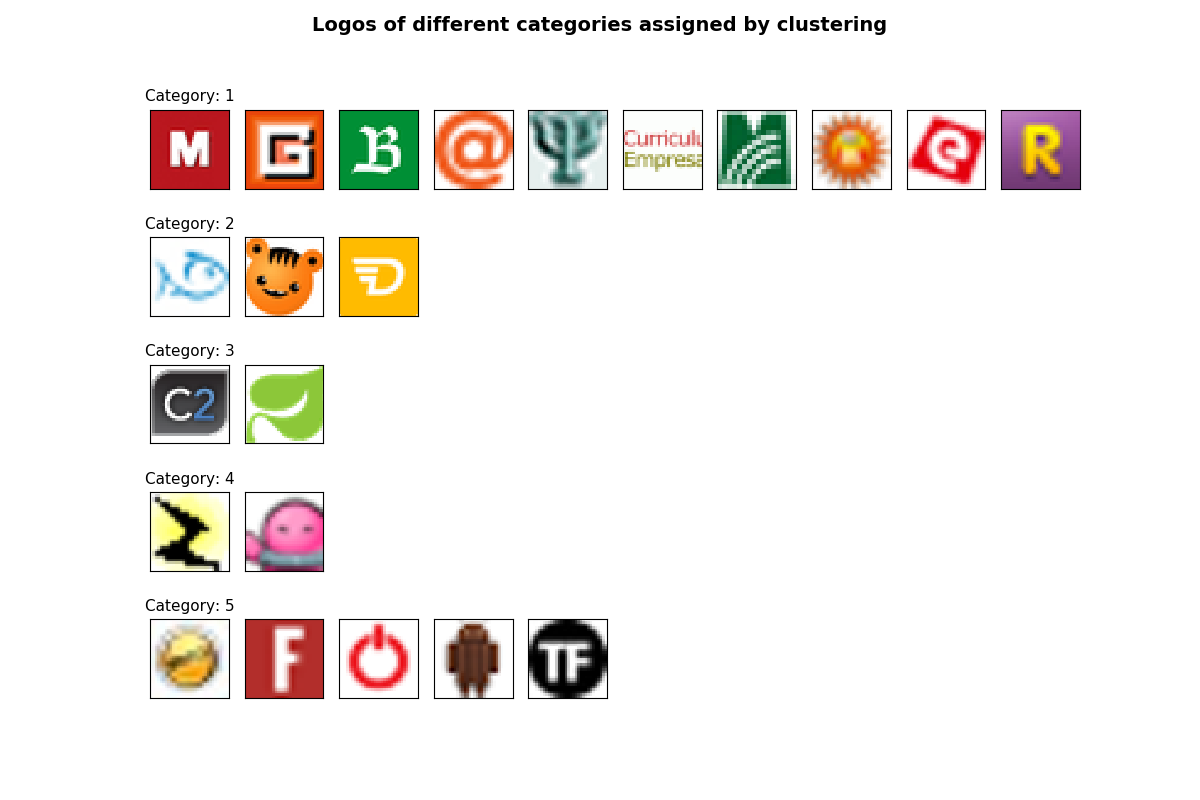 Logos of different categories assigned by clustering
Category: 1
M G B @ Curriculu e R
Empresa
Category: 2
D
Category: 3
C2
Category: 4
Category: 5
F TF